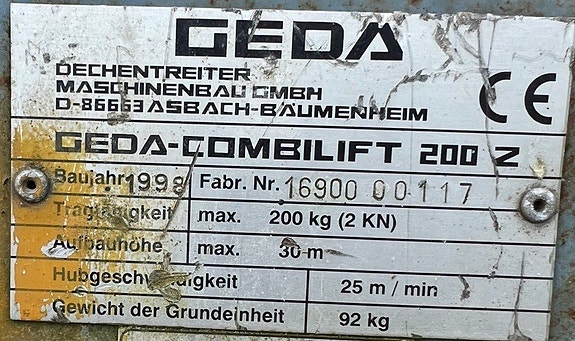 GEDA
DECHENTREITER
MASCHINENBAU GMBH
D-86663 ASBACH-BÄUMENHEIM
CE
GEDA-COMBILIFT 200 Z
Baujahr 1998 Fabr. Nr. 16900 00117
Tragfähigkeit max. 200 kg (2 KN)
Aufbauhöhe max. 30 m
Hubgeschwindigkeit 25 m / min
Gewicht der Grundeinheit 92 kg